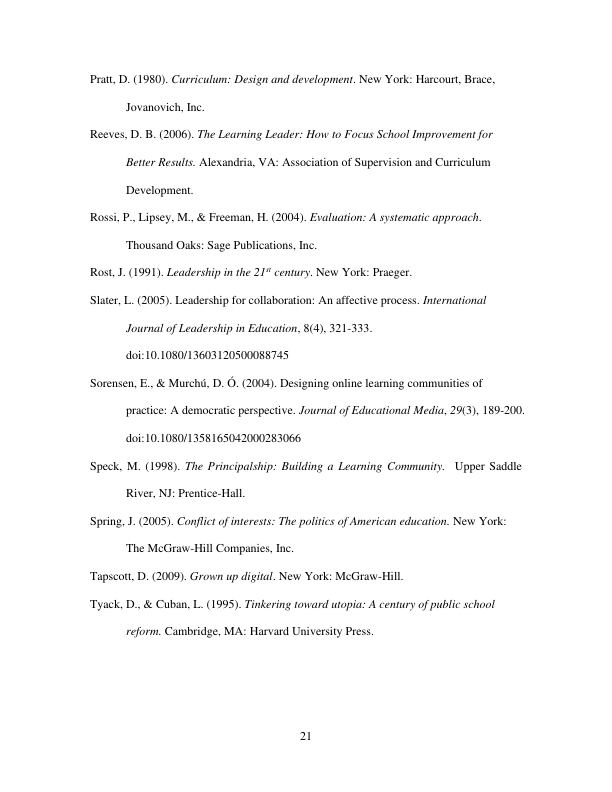 Pratt, D. (1980). Curriculum: Design and development. New York: Harcourt, Brace,
Jovanovich, Inc.
Reeves, D. B. (2006). The Learning Leader: How to Focus School Improvement for
Better Results. Alexandria, VA: Association of Supervision and Curriculum
Development.
Rossi, P., Lipsey, M., & Freeman, H. (2004). Evaluation: A systematic approach.
Thousand Oaks: Sage Publications, Inc.
Rost, J. (1991). Leadership in the 21st century. New York: Praeger.
Slater, L. (2005). Leadership for collaboration: An affective process. International
Journal of Leadership in Education, 8(4), 321-333.
doi:10.1080/13603120500088745
Sorensen, E., & Murchú, D. Ó. (2004). Designing online learning communities of
practice: A democratic perspective. Journal of Educational Media, 29(3), 189-200.
doi:10.1080/1358165042000283066
Speck, M. (1998). The Principalship: Building a Learning Community. Upper Saddle
River, NJ: Prentice-Hall.
Spring, J. (2005). Conflict of interests: The politics of American education. New York:
The McGraw-Hill Companies, Inc.
Tapscott, D. (2009). Grown up digital. New York: McGraw-Hill.
Tyack, D., & Cuban, L. (1995). Tinkering toward utopia: A century of public school
reform. Cambridge, MA: Harvard University Press.
21